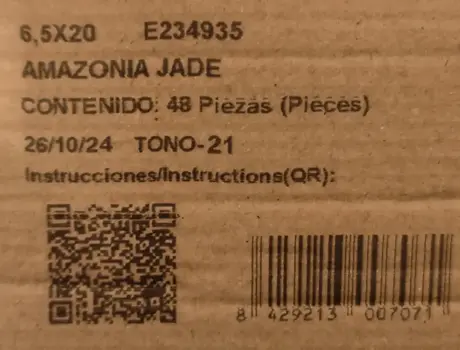 6,5X20 E234935
AMAZONIA JADE
CONTENIDO: 48 Piezas (Pieces)
26/10/24 TONO-21
Instrucciones/Instructions(QR):
8 429213 007071